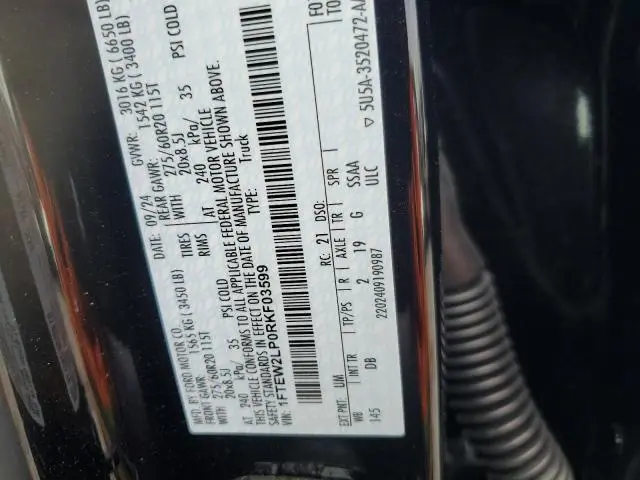 MFD. BY FORD MOTOR CO.
DATE: 09/24 GVWR: 3016 KG ( 6650 LB)
FRONT GAWR: 1565 KG ( 3450 LB) REAR GAWR: 1542 KG ( 3400 LB)
275/60R20 115T TIRES WITH 275/60R20 115T
20x8.5J RIMS 20x8.5J
AT 240 kPa/ 35 PSI COLD AT 240 kPa/ 35 PSI COLD
THIS VEHICLE CONFORMS TO ALL APPLICABLE FEDERAL MOTOR VEHICLE
SAFETY STANDARDS IN EFFECT ON THE DATE OF MANUFACTURE SHOWN ABOVE.
VIN: 1FTEW2LP0RKF03599 TYPE: Truck
F0
T0
EXT PNT: UM RC: 21 DSO:
WB INT TR TP/PS R AXLE TR SPR
145 DB 2 19 G SSAA
ULC
2202409190987 ▽ 5U5A-3520472-AA